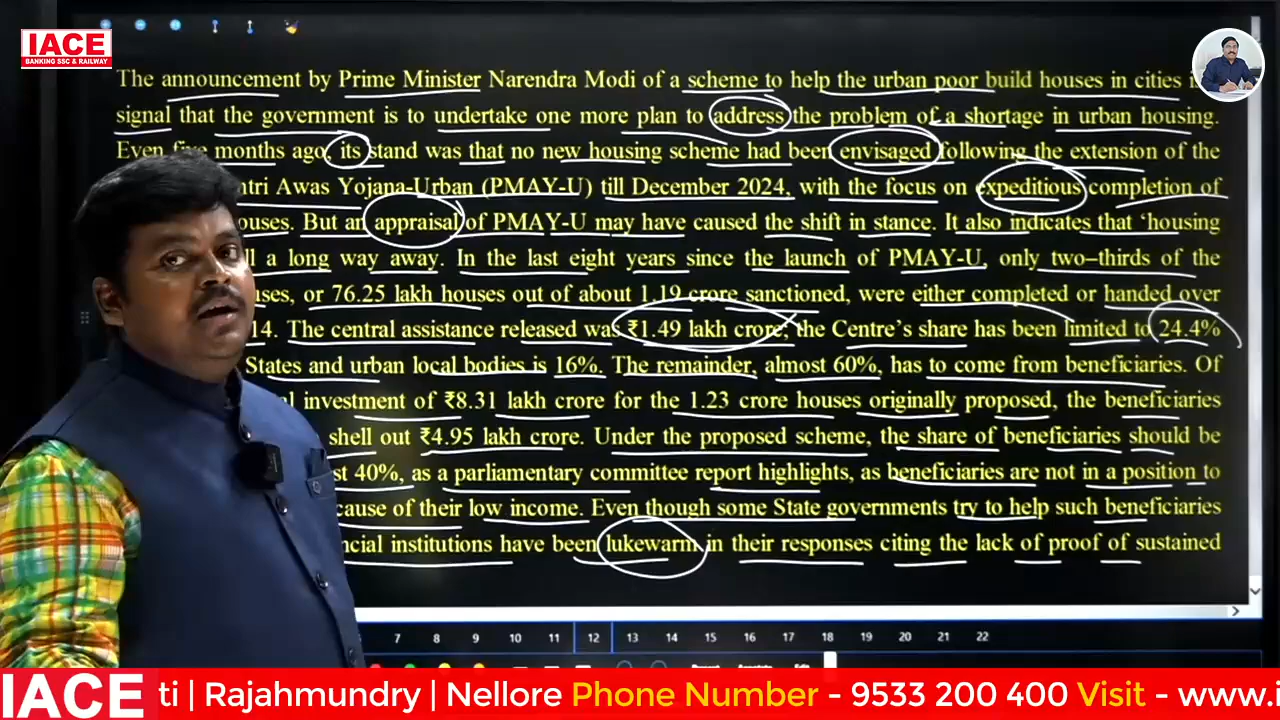 IACE
BANKING SSC & RAILWAY
The announcement by Prime Minister Narendra Modi of a scheme to help the urban poor build houses in cities
signal that the government is to undertake one more plan to address the problem of a shortage in urban housing.
Even five months ago, its stand was that no new housing scheme had been envisaged following the extension of the
Awas Yojana-Urban (PMAY-U) till December 2024, with the focus on expeditious completion of
But an appraisal of PMAY-U may have caused the shift in stance. It also indicates that ‘housing
a long way away. In the last eight years since the launch of PMAY-U, only two–thirds of the
or 76.25 lakh houses out of about 1.19 crore sanctioned, were either completed or handed over
14. The central assistance released was ₹1.49 lakh crore; the Centre’s share has been limited to 24.4%
States and urban local bodies is 16%. The remainder, almost 60%, has to come from beneficiaries. Of
investment of ₹8.31 lakh crore for the 1.23 crore houses originally proposed, the beneficiaries
shell out ₹4.95 lakh crore. Under the proposed scheme, the share of beneficiaries should be
40%, as a parliamentary committee report highlights, as beneficiaries are not in a position to
of their low income. Even though some State governments try to help such beneficiaries
institutions have been lukewarm in their responses citing the lack of proof of sustained
7 8 9 10 11 12 13 14 15 16 17 18 19 20 21 22
IACE ti | Rajahmundry | Nellore Phone Number - 9533 200 400 Visit - www.i